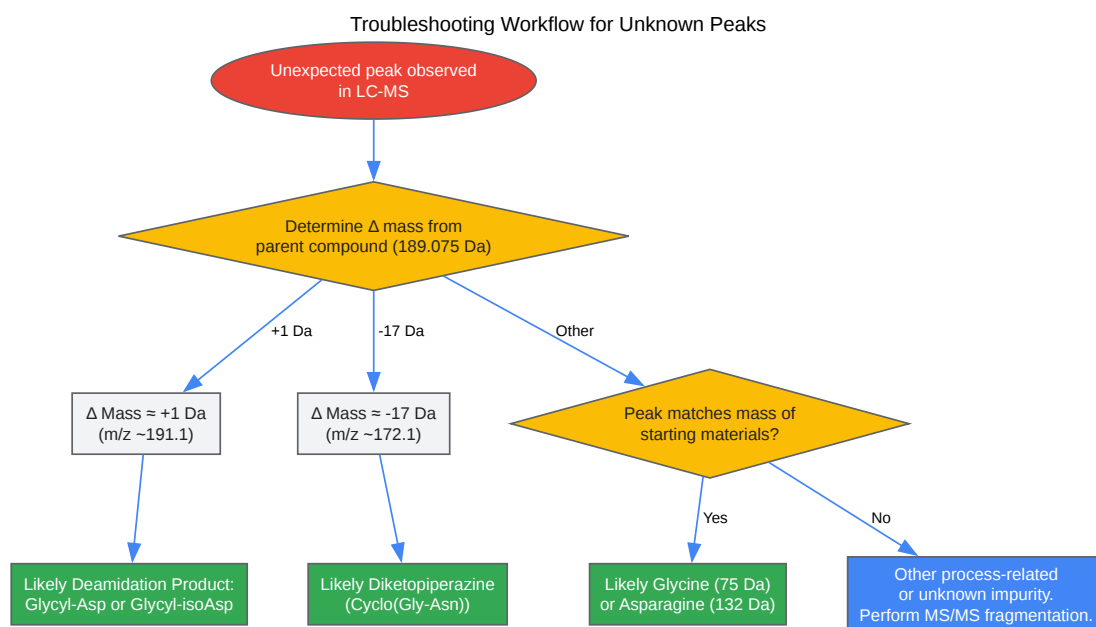 Troubleshooting Workflow for Unknown Peaks
Unexpected peak observed
in LC-MS
Determine Δ mass from
parent compound (189.075 Da)
+1 Da
-17 Da
Other
Δ Mass ≈ +1 Da
(m/z ~191.1)
Δ Mass ≈ -17 Da
(m/z ~172.1)
Peak matches mass of
starting materials?
Yes
No
Likely Deamidation Product:
Glycyl-Asp or Glycyl-isoAsp
Likely Diketopiperazine
(Cyclo(Gly-Asn))
Likely Glycine (75 Da)
or Asparagine (132 Da)
Other process-related
or unknown impurity.
Perform MS/MS fragmentation.